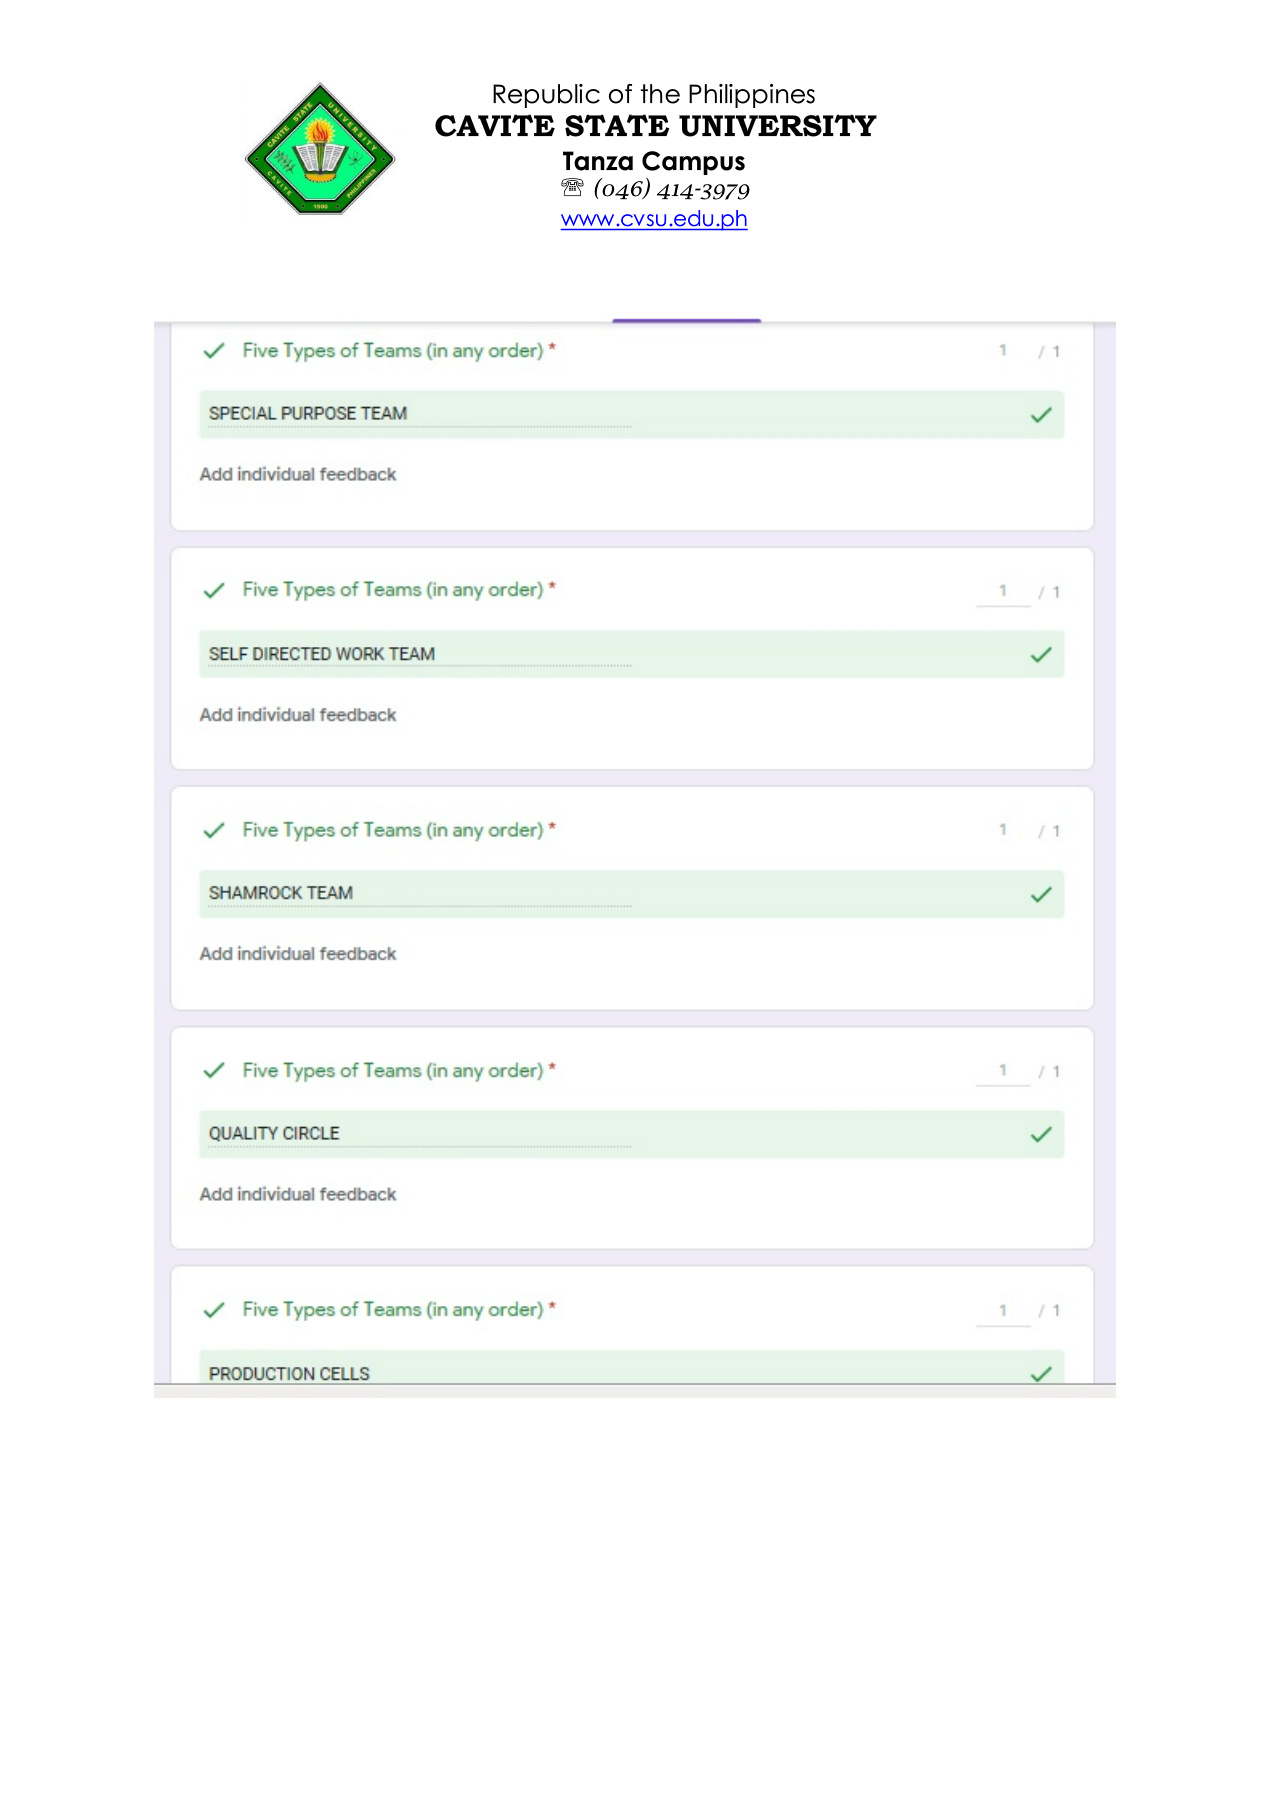 CAVITE STATE UNIVERSITY
CAVITE PHILIPPINES
1906
Republic of the Philippines
CAVITE STATE UNIVERSITY
Tanza Campus
☏ (046) 414-3979
www.cvsu.edu.ph
Five Types of Teams (in any order) * 1 / 1
SPECIAL PURPOSE TEAM
Add individual feedback
Five Types of Teams (in any order) * 1 / 1
SELF DIRECTED WORK TEAM
Add individual feedback
Five Types of Teams (in any order) * 1 / 1
SHAMROCK TEAM
Add individual feedback
Five Types of Teams (in any order) * 1 / 1
QUALITY CIRCLE
Add individual feedback
Five Types of Teams (in any order) * 1 / 1
PRODUCTION CELLS